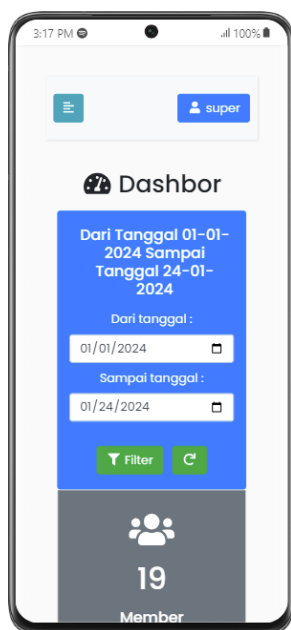 3:17 PM
100%
super
Dashbor
Dari Tanggal 01-01-
2024 Sampai
Tanggal 24-01-
2024
Dari tanggal :
01/01/2024
Sampai tanggal :
01/24/2024
Filter
19
Member